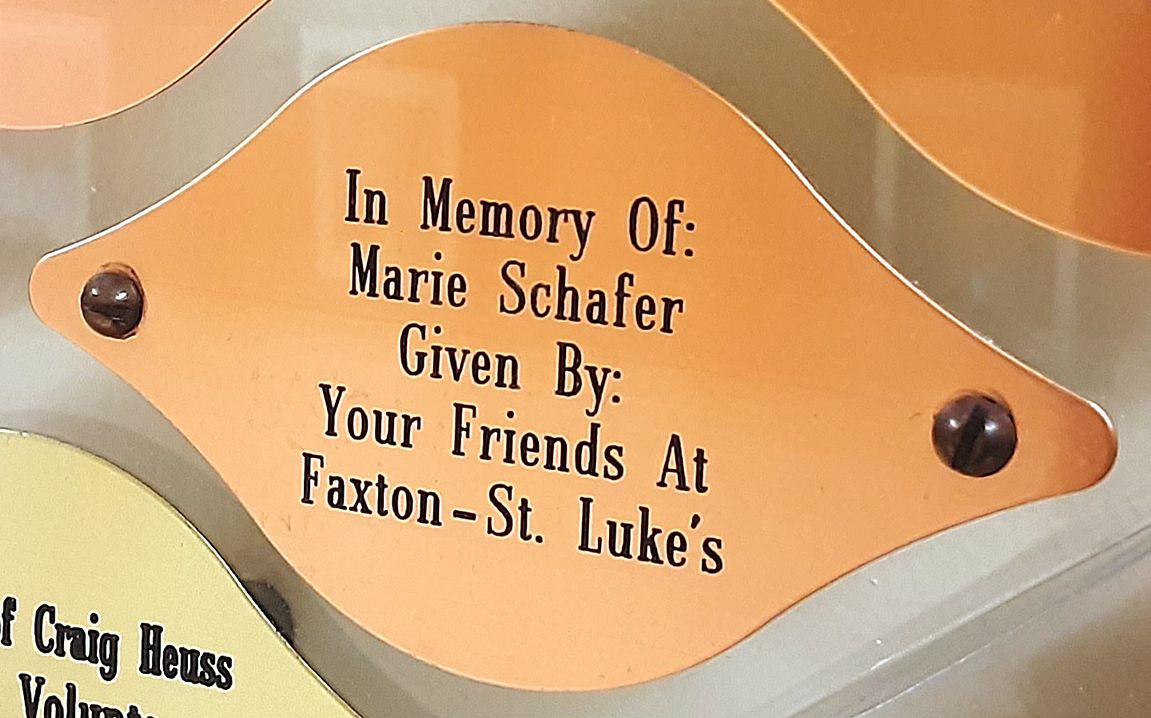 In Memory Of:
Marie Schafer
Given By:
Your Friends At
Faxton-St. Luke's
Craig Heuss